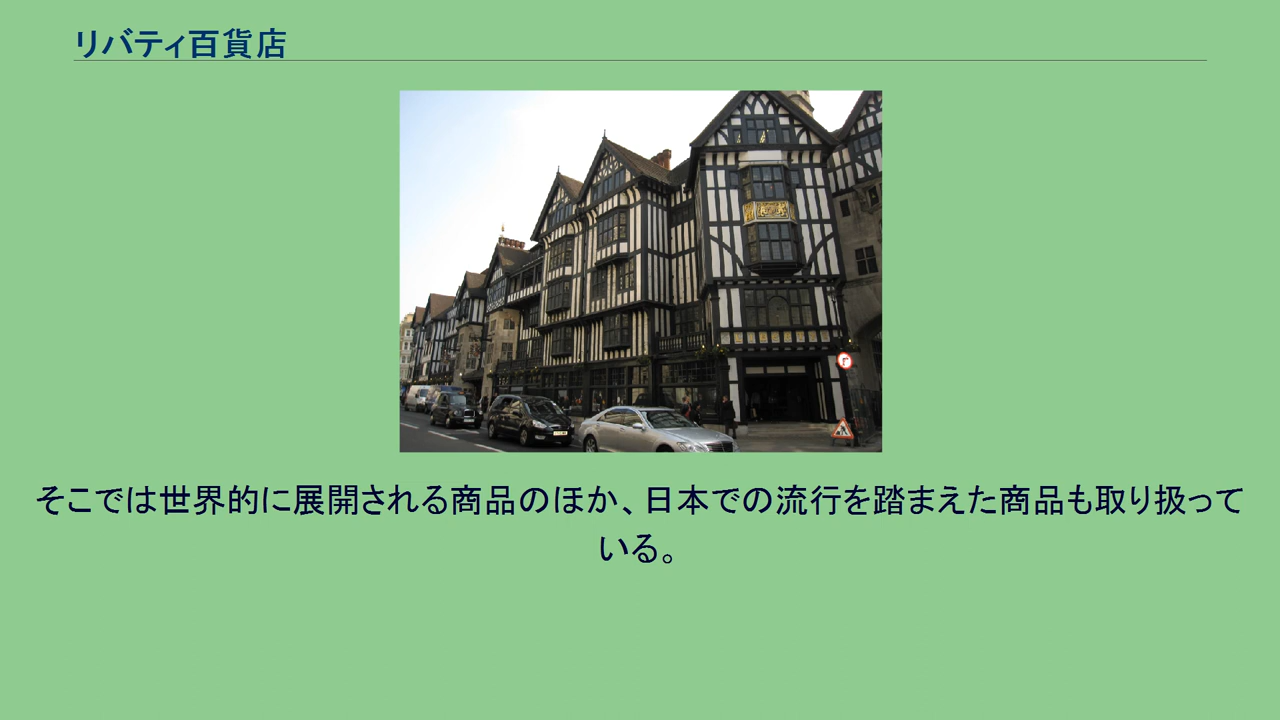 リバティ百貨店
そこでは世界的に展開される商品のほか、日本での流行を踏まえた商品も取り扱って
いる。